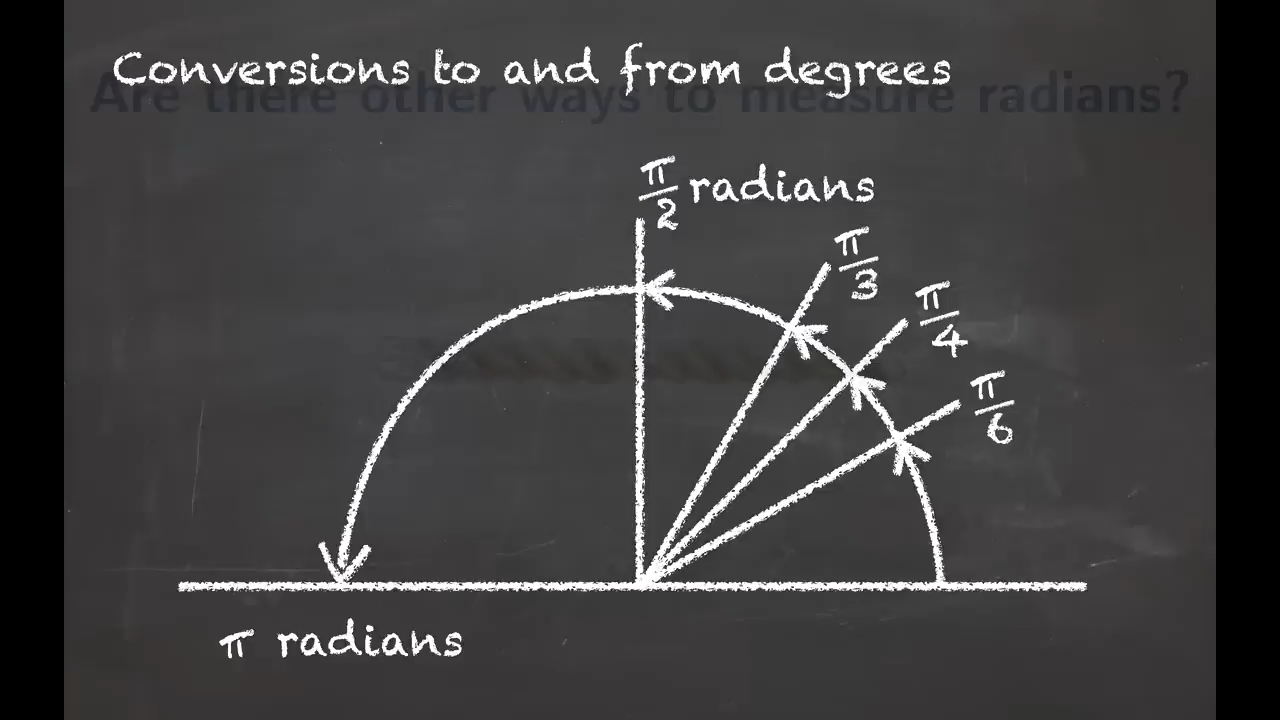 Conversions to and from degrees
Are there other ways to measure radians?
π/2 radians
π/3
π/4
π/6
π radians